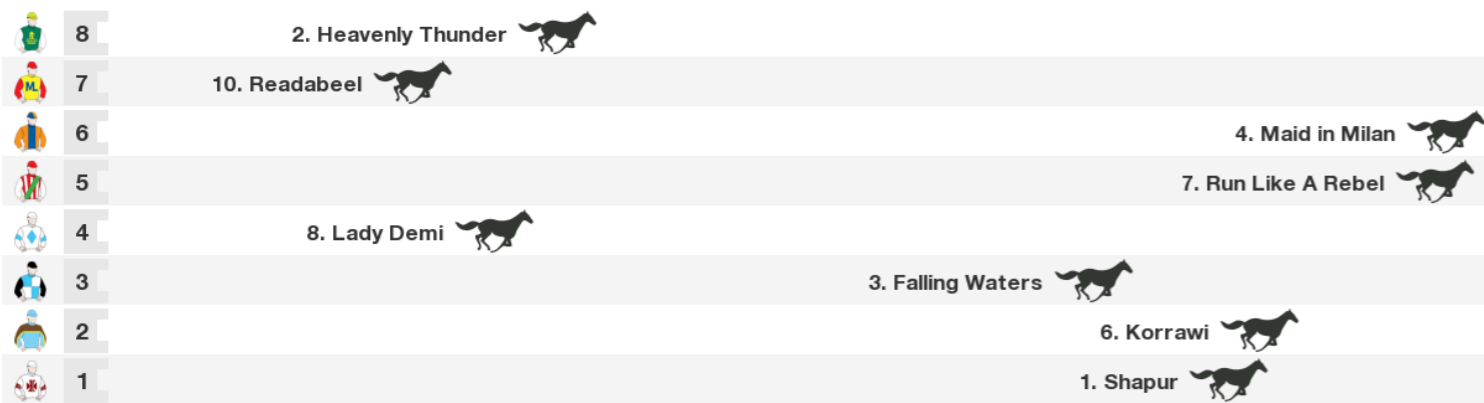 8 2. Heavenly Thunder
ML 7 10. Readabeel
6 4. Maid in Milan
5 7. Run Like A Rebel
4 8. Lady Demi
3 3. Falling Waters
2 6. Korrawi
1 1. Shapur